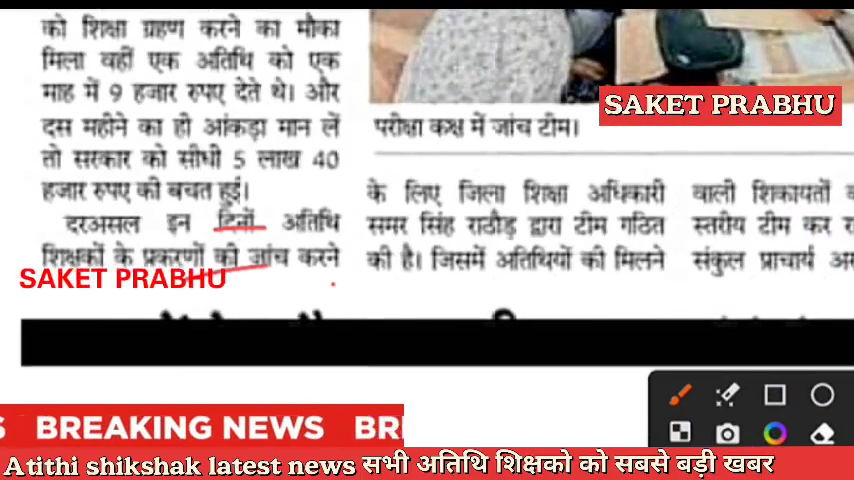 को शिक्षा ग्रहण करने का मौका
मिला वहीं एक अतिथि को एक
माह में 9 हजार रुपए देते थे। और
दस महीने का ही आंकड़ा मान लें
तो सरकार को सीधी 5 लाख 40
हजार रुपए की बचत हुई।
दरअसल इन दिनों अतिथि
शिक्षकों के प्रकरणों की जांच करने
SAKET PRABHU
SAKET PRABHU
परीक्षा कक्ष में जांच टीम।
के लिए जिला शिक्षा अधिकारी
समर सिंह राठौड़ द्वारा टीम गठित
की है। जिसमें अतिथियों की मिलने
वाली शिकायतों
स्तरीय टीम कर
संकुल प्राचार्य
BREAKING NEWS
Atithi shikshak latest news सभी अतिथि शिक्षको को सबसे बड़ी खबर